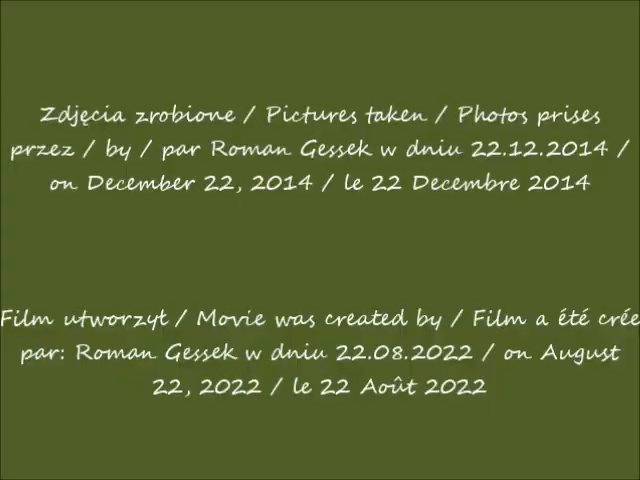 Zdjęcia zrobione / Pictures taken / Photos prises
przez / by / par Roman Gessek w dniu 22.12.2014 /
on December 22, 2014 / le 22 Decembre 2014
Film utworzył / Movie was created by / Film a été crée
par: Roman Gessek w dniu 22.08.2022 / on August
22, 2022 / le 22 Août 2022